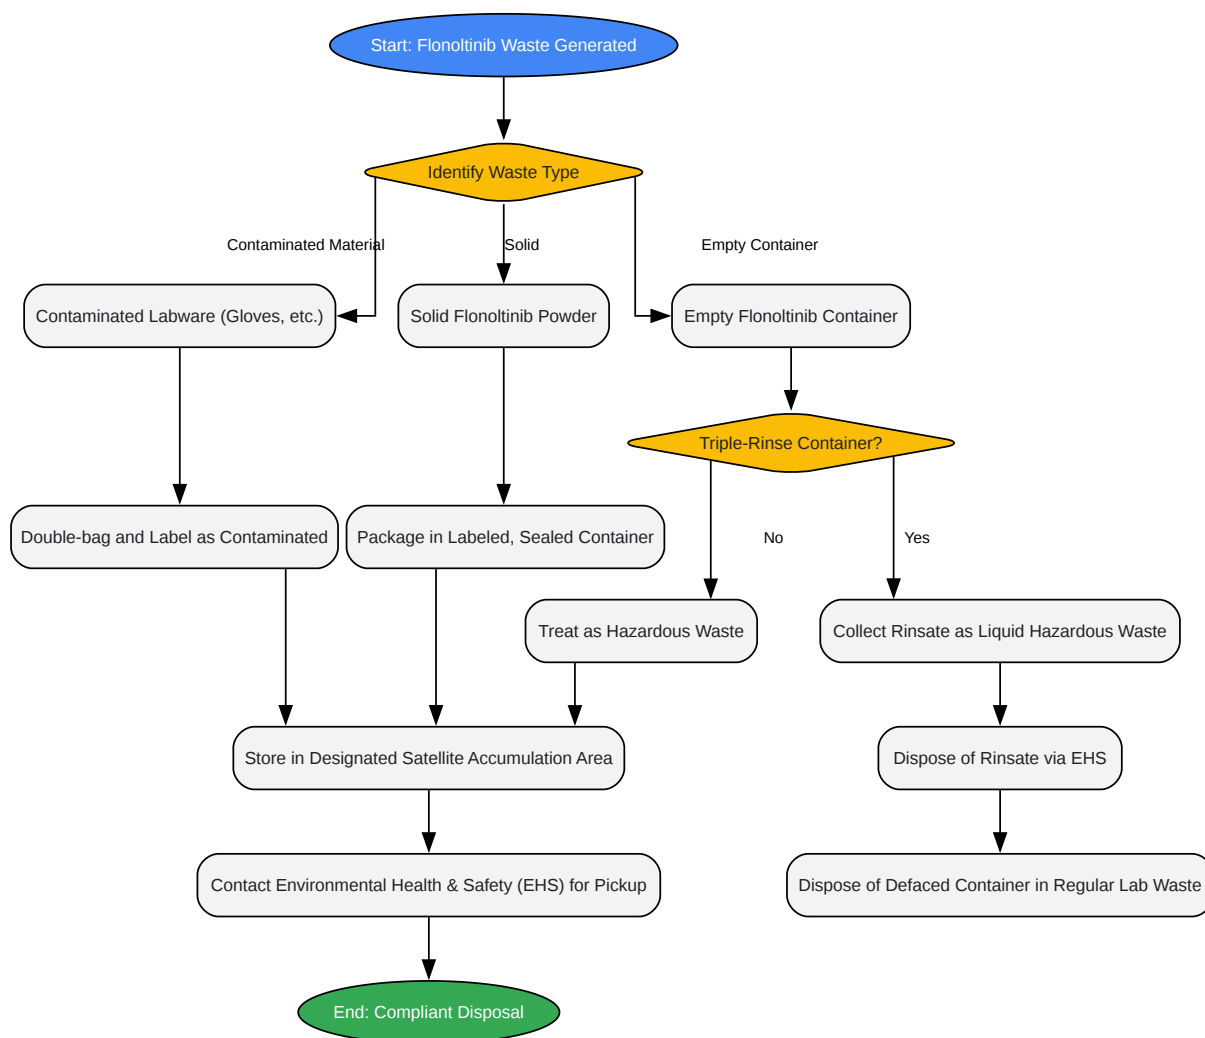 Start: Flonoltinib Waste Generated
Identify Waste Type
Contaminated Material
Solid
Empty Container
Contaminated Labware (Gloves, etc.)
Solid Flonoltinib Powder
Empty Flonoltinib Container
Triple-Rinse Container?
Double-bag and Label as Contaminated
Package in Labeled, Sealed Container
No
Yes
Treat as Hazardous Waste
Collect Rinsate as Liquid Hazardous Waste
Store in Designated Satellite Accumulation Area
Dispose of Rinsate via EHS
Contact Environmental Health & Safety (EHS) for Pickup
Dispose of Defaced Container in Regular Lab Waste
End: Compliant Disposal